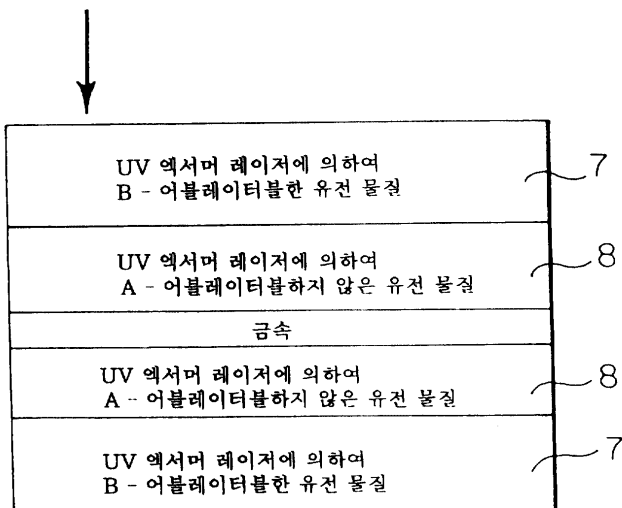 UV 엑서머 레이저에 의하여
B - 어블레이터블한 유전 물질
7
UV 엑서머 레이저에 의하여
A - 어블레이터블하지 않은 유전 물질
8
금속
UV 엑서머 레이저에 의하여
A - 어블레이터블하지 않은 유전 물질
8
UV 엑서머 레이저에 의하여
B - 어블레이터블한 유전 물질
7